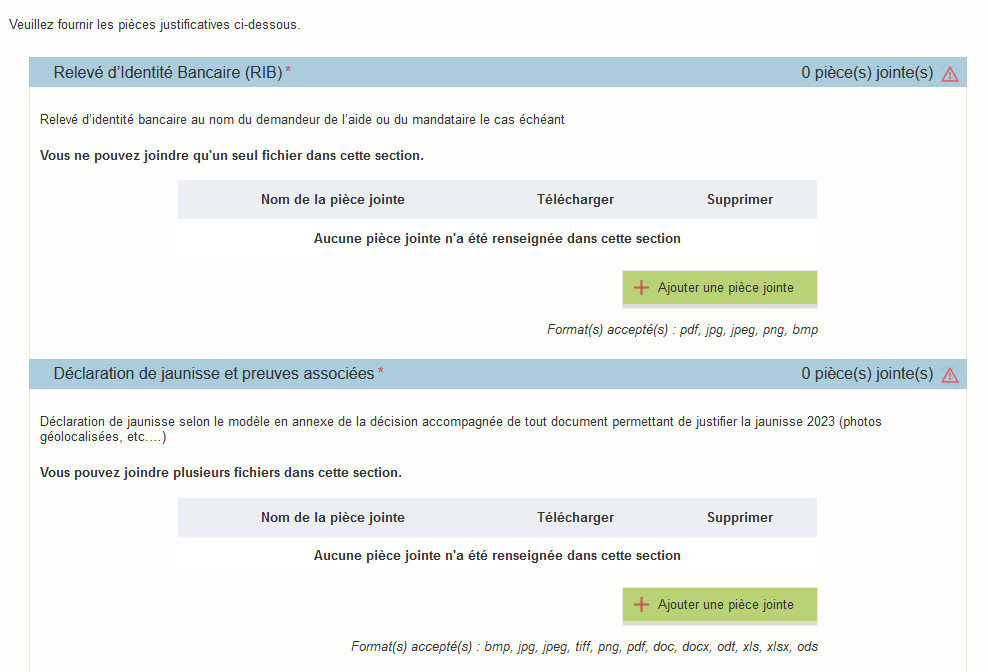 Veuillez fournir les pièces justificatives ci-dessous.
Relevé d'Identité Bancaire (RIB) * 0 pièce(s) jointe(s)
Relevé d'identité bancaire au nom du demandeur de l'aide ou du mandataire le cas échéant
Vous ne pouvez joindre qu'un seul fichier dans cette section.
Nom de la pièce jointe Télécharger Supprimer
Aucune pièce jointe n'a été renseignée dans cette section
Ajouter une pièce jointe
Format(s) accepté(s) : pdf, jpg, jpeg, png, bmp
Déclaration de jaunisse et preuves associées * 0 pièce(s) jointe(s)
Déclaration de jaunisse selon le modèle en annexe de la décision accompagnée de tout document permettant de justifier la jaunisse 2023 (photos
géolocalisées, etc....)
Vous pouvez joindre plusieurs fichiers dans cette section.
Nom de la pièce jointe Télécharger Supprimer
Aucune pièce jointe n'a été renseignée dans cette section
Ajouter une pièce jointe
Format(s) accepté(s) : bmp, jpg, jpeg, tiff, png, pdf, doc, docx, odt, xls, xlsx, ods